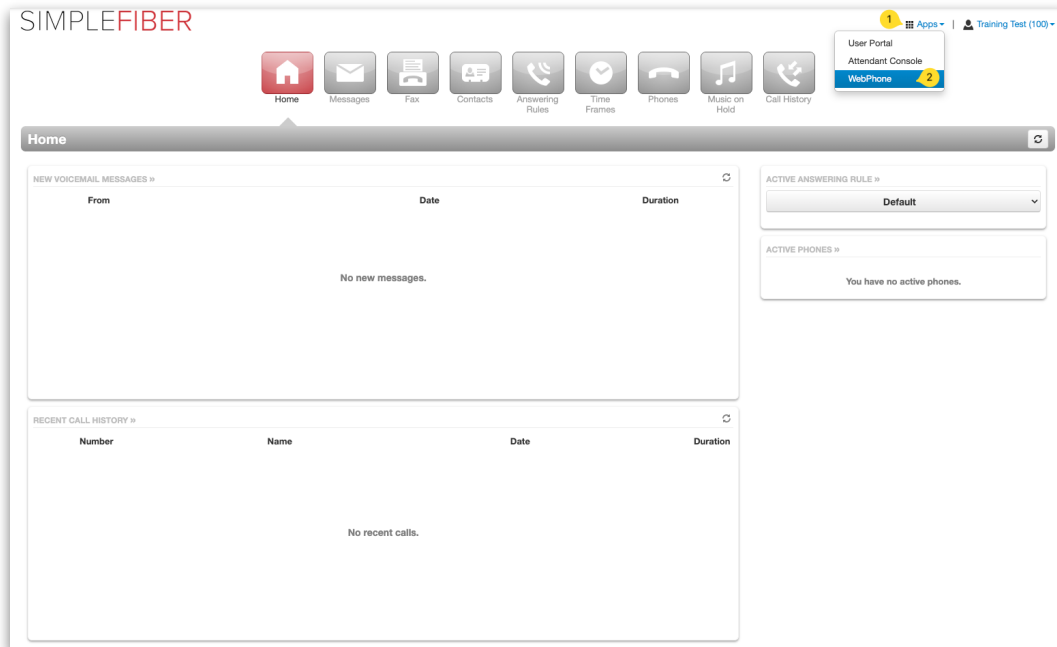 SIMPLEFIBER
1 Apps | Training Test (100)
User Portal
Attendant Console
WebPhone 2
Home
Messages
Fax
Contacts
Answering
Rules
Time
Frames
Phones
Music on
Hold
Call History
Home
NEW VOICEMAIL MESSAGES »
From Date Duration
No new messages.
ACTIVE ANSWERING RULE »
Default
ACTIVE PHONES »
You have no active phones.
RECENT CALL HISTORY »
Number Name Date Duration
No recent calls.